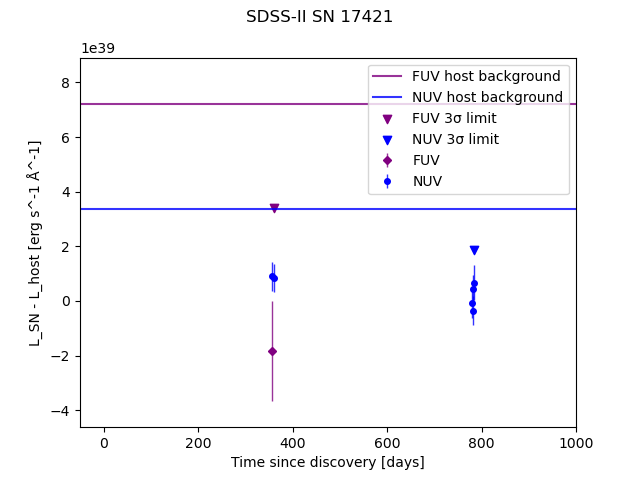 SDSS-II SN 17421
1e39
FUV host background
NUV host background
FUV 3σ limit
NUV 3σ limit
FUV
NUV
8
6
4
2
0
−2
−4
L_SN - L_host [erg s^-1 Å^-1]
0 200 400 600 800 1000
Time since discovery [days]